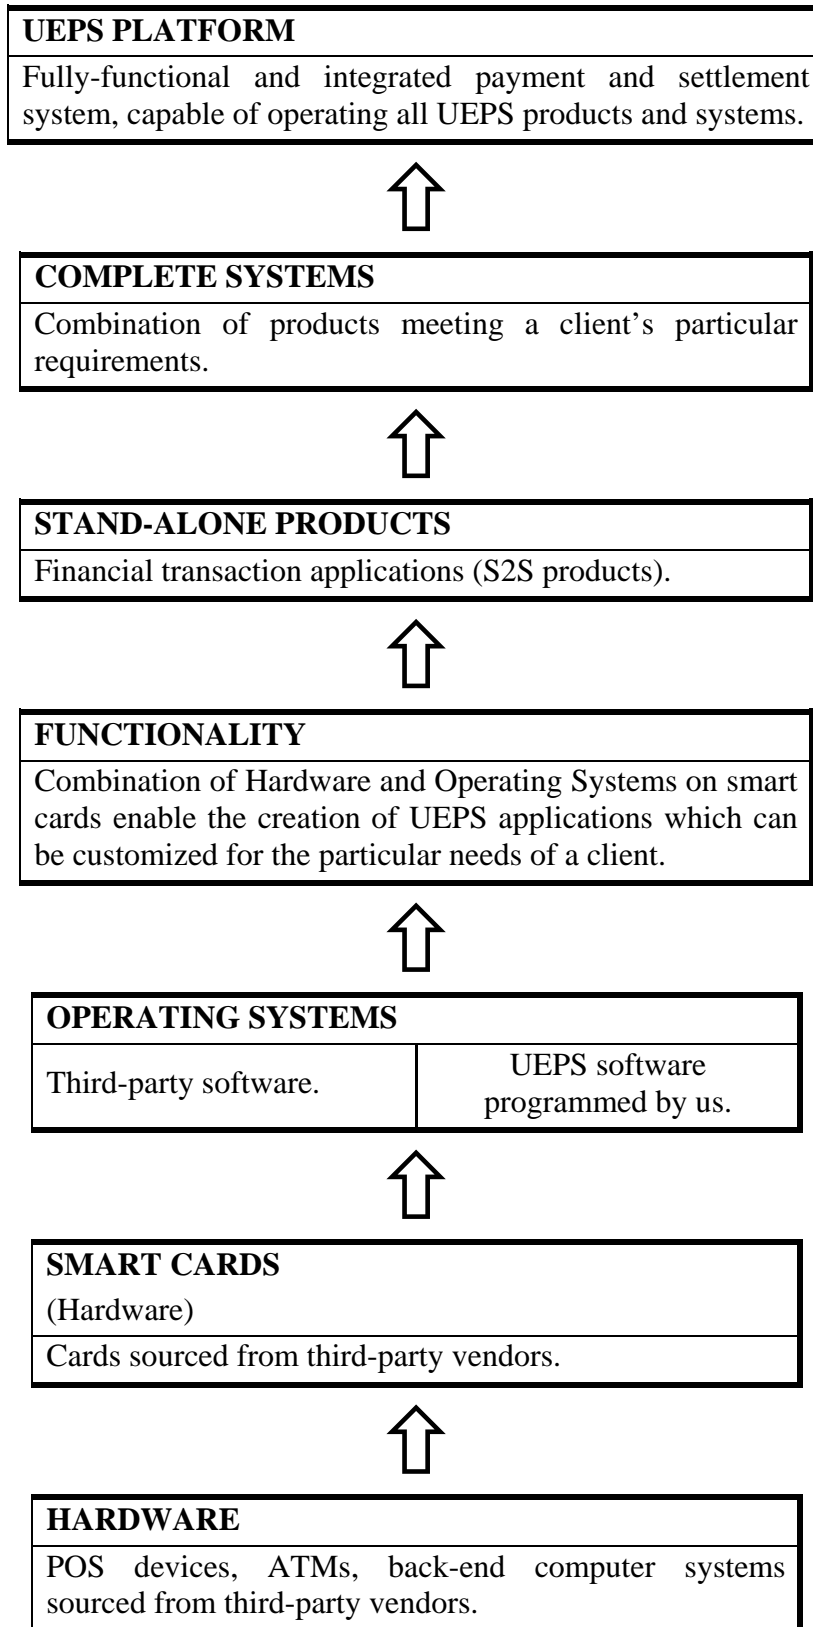 UEPS PLATFORM
Fully-functional and integrated payment and settlement
system, capable of operating all UEPS products and systems.
COMPLETE SYSTEMS
Combination of products meeting a client’s particular
requirements.
STAND-ALONE PRODUCTS
Financial transaction applications (S2S products).
FUNCTIONALITY
Combination of Hardware and Operating Systems on smart
cards enable the creation of UEPS applications which can
be customized for the particular needs of a client.
OPERATING SYSTEMS
Third-party software.
UEPS software
programmed by us.
SMART CARDS
(Hardware)
Cards sourced from third-party vendors.
HARDWARE
POS devices, ATMs, back-end computer systems
sourced from third-party vendors.